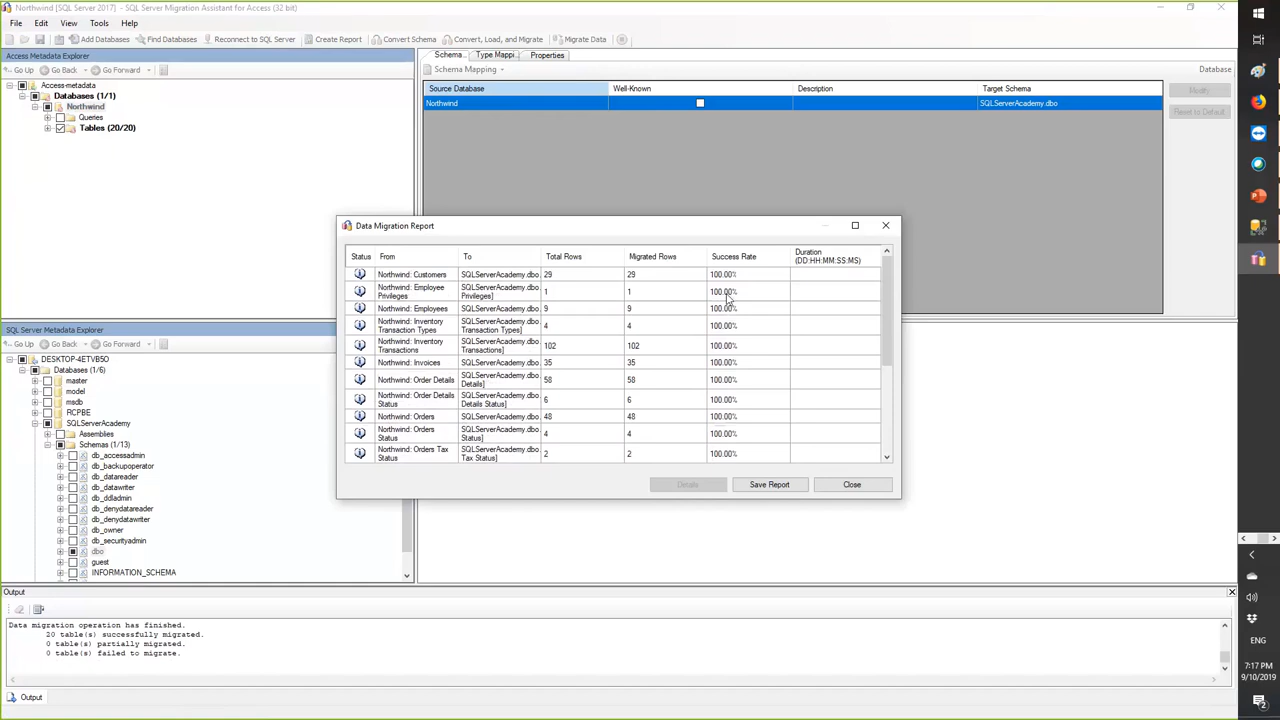 Northwind [SQL Server 2017] - SQL Server Migration Assistant for Access (32 bit)
File Edit View Tools Help
Add Databases Find Databases Reconnect to SQL Server Create Report Convert Schema Convert, Load, and Migrate Migrate Data
Access Metadata Explorer
Go Up Go Back Go Forward
Access-metadata
Databases (1/1)
Northwind
Queries
Tables (20/20)
Schema... Type Mappi... Properties
Schema Mapping
Database
Source Database Well-Known Description Target Schema
Northwind SQLServerAcademy.dbo
Modify
Reset to Default
Data Migration Report
Status From To Total Rows Migrated Rows Success Rate Duration
(DD:HH:MM:SS:MS)
Northwind: Customers SQLServerAcademy.dbo. 29 29 100.00%
Northwind: Employee
Privileges SQLServerAcademy.dbo.
Privileges] 1 1 100.00%
Northwind: Employees SQLServerAcademy.dbo. 9 9 100.00%
Northwind: Inventory
Transaction Types SQLServerAcademy.dbo.
Transaction Types] 4 4 100.00%
Northwind: Inventory
Transactions SQLServerAcademy.dbo.
Transactions] 102 102 100.00%
Northwind: Invoices SQLServerAcademy.dbo. 35 35 100.00%
Northwind: Order Details SQLServerAcademy.dbo.
Details] 58 58 100.00%
Northwind: Order Details
Status SQLServerAcademy.dbo.
Details Status] 6 6 100.00%
Northwind: Orders SQLServerAcademy.dbo. 48 48 100.00%
Northwind: Orders
Status SQLServerAcademy.dbo.
Status] 4 4 100.00%
Northwind: Orders Tax
Status SQLServerAcademy.dbo.
Tax Status] 2 2 100.00%
Details Save Report Close
SQL Server Metadata Explorer
Go Up Go Back Go Forward
DESKTOP-4ETVB5O
Databases (1/6)
master
model
msdb
RCPBE
SQLServerAcademy
Assemblies
Schemas (1/13)
db_accessadmin
db_backupoperator
db_datareader
db_datawriter
db_ddladmin
db_denydatareader
db_denydatawriter
db_owner
db_securityadmin
dbo
guest
INFORMATION_SCHEMA
Output
Data migration operation has finished.
20 table(s) successfully migrated.
0 table(s) partially migrated.
0 table(s) failed to migrate.
Output
ENG
7:17 PM
9/10/2019
2